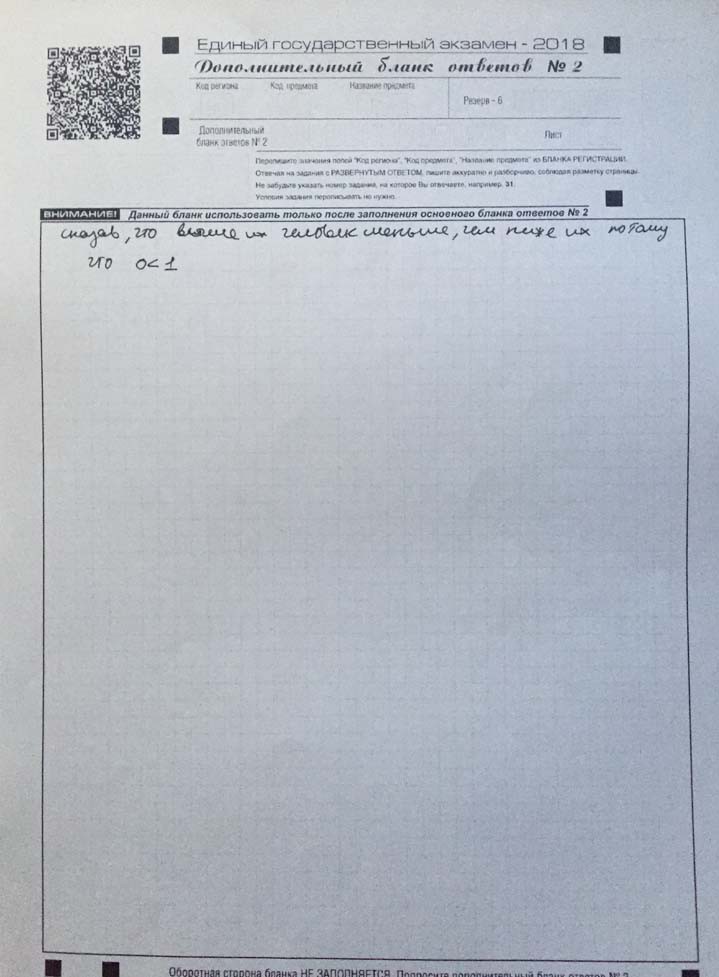 Единый государственный экзамен - 2018
Дополнительный бланк ответов № 2
Код региона Код предмета Название предмета
Резерв - 6
Дополнительный
бланк ответов № 2
Лист
Перепишите значения полей "Код региона", "Код предмета", "Название предмета" из БЛАНКА РЕГИСТРАЦИИ.
Отвечая на задания с РАЗВЕРНУТЫМ ОТВЕТОМ, пишите аккуратно и разборчиво, соблюдая разметку страницы.
Не забудьте указать номер задания, на которое Вы отвечаете, например, 31.
Условия задания переписывать не нужно.
ВНИМАНИЕ! Данный бланк использовать только после заполнения основного бланка ответов № 2
сказав, что выше их человек меньше, чем ниже их потому
что 0<1
Оборотная сторона бланка НЕ ЗАПОЛНЯЕТСЯ. Попросите дополнительный бланк ответов № 2